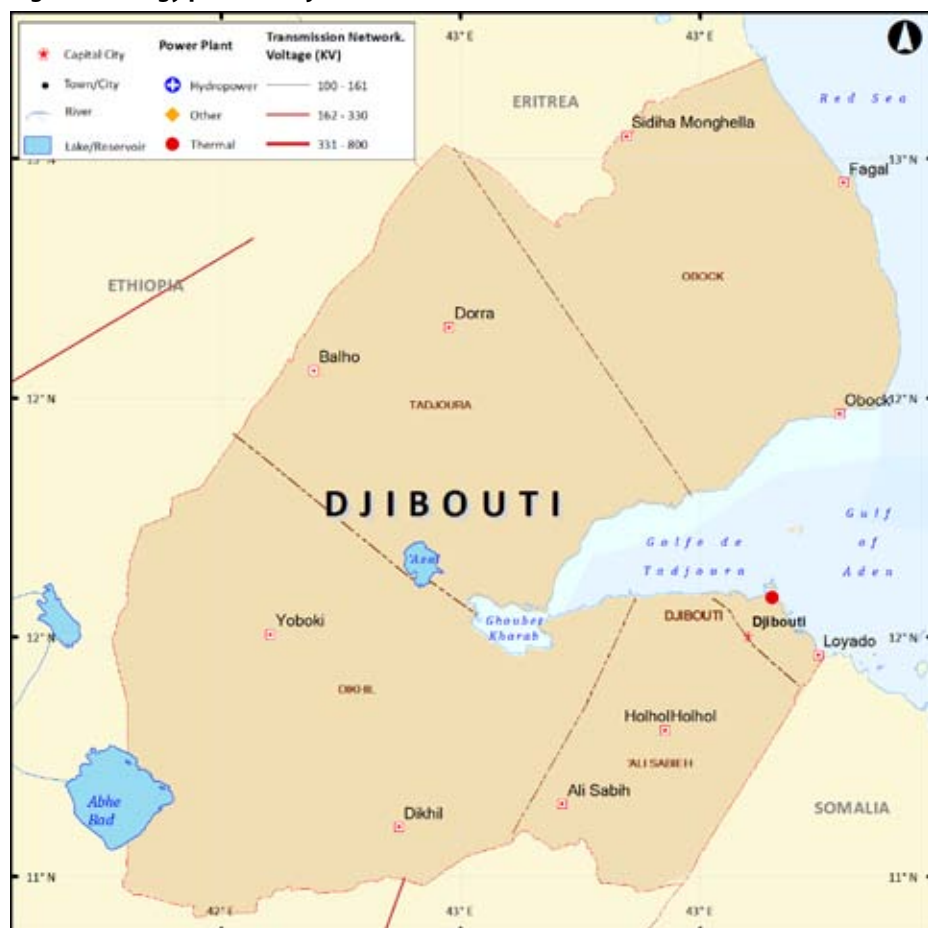 Capital City
Town/City
River
Lake/Reservoir
Power Plant
Hydropower
Other
Thermal
Transmission Network.
Voltage (KV)
100 - 161
162 - 330
331 - 800
43° E
43° E
Red Sea
ERITREA
Sidiha Monghella
13° N
Fagal
ETHIOPIA
OBOCK
Dorra
Balho
12° N
TADJOURA
Obock
12° N
DJIBOUTI
Golfo de
Tadjoura
Gulf
of
Aden
'Asal
Ghoubet
Kharab
DJIBOUTI
Djibouti
12° N
Yoboki
Loyado
12° N
DIKHIL
HolholHolhol
'ALI SABIEH
Abhe
Bad
Ali Sabih
Dikhil
SOMALIA
11° N
11° N
42° E
43° E
43° E